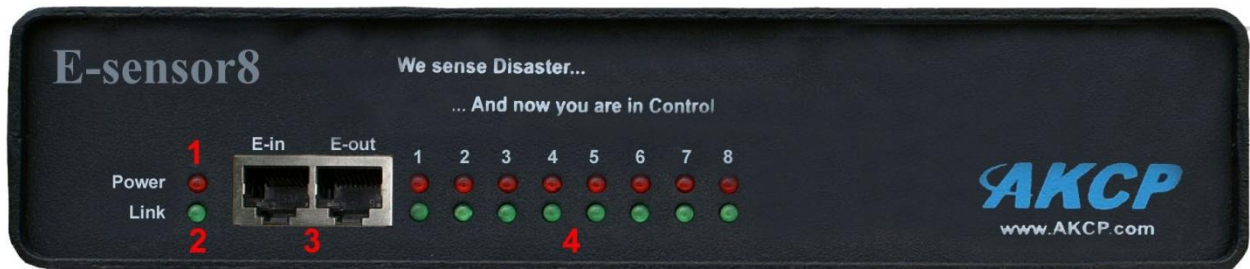 E-sensor8
We sense Disaster...
... And now you are in Control
1
E-in E-out
1 2 3 4 5 6 7 8
Power
Link
2
3
4
AKCP
www.AKCP.com